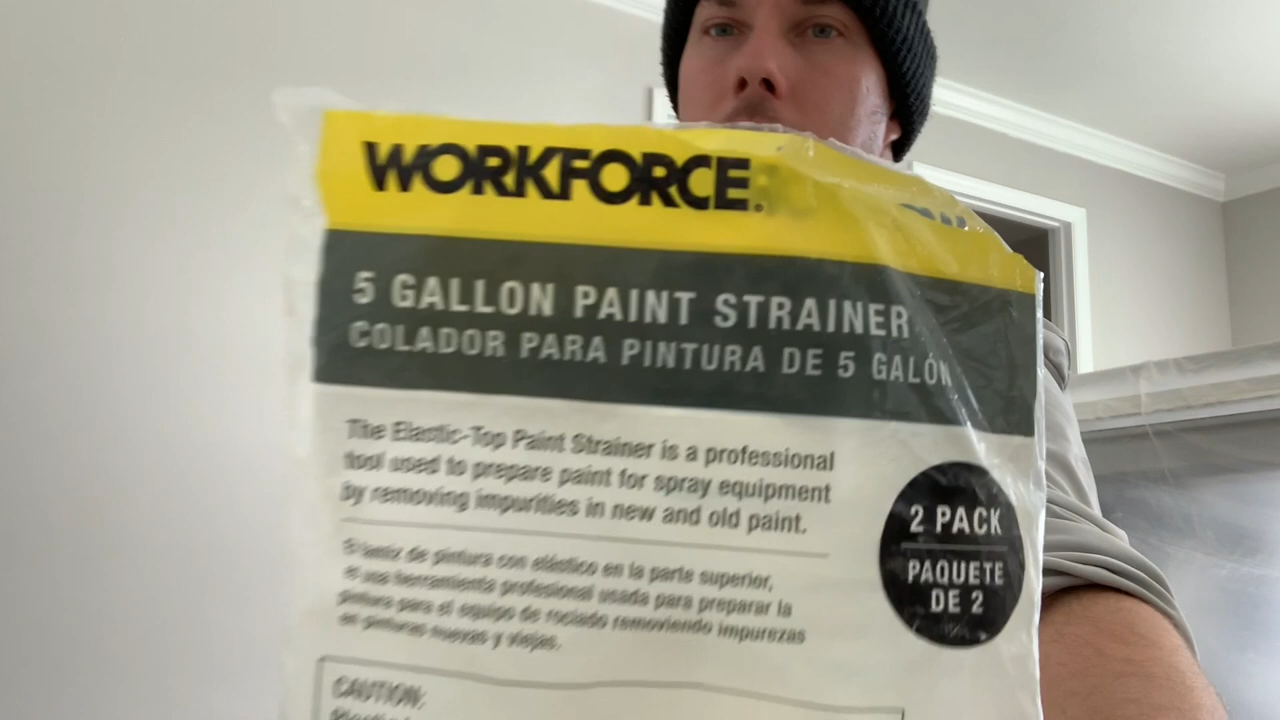 WORKFORCE.
5 GALLON PAINT STRAINER
COLADOR PARA PINTURA DE 5 GALÓN
The Elastic-Top Paint Strainer is a professional
tool used to prepare paint for spray equipment
by removing impurities in new and old paint.
El tamiz de pintura con elástico en la parte superior,
es una herramienta profesional usada para preparar la
pintura para el equipo de rociado removiendo impurezas
en pinturas nuevas y viejas.
2 PACK
PAQUETE
DE 2
CAUTION: